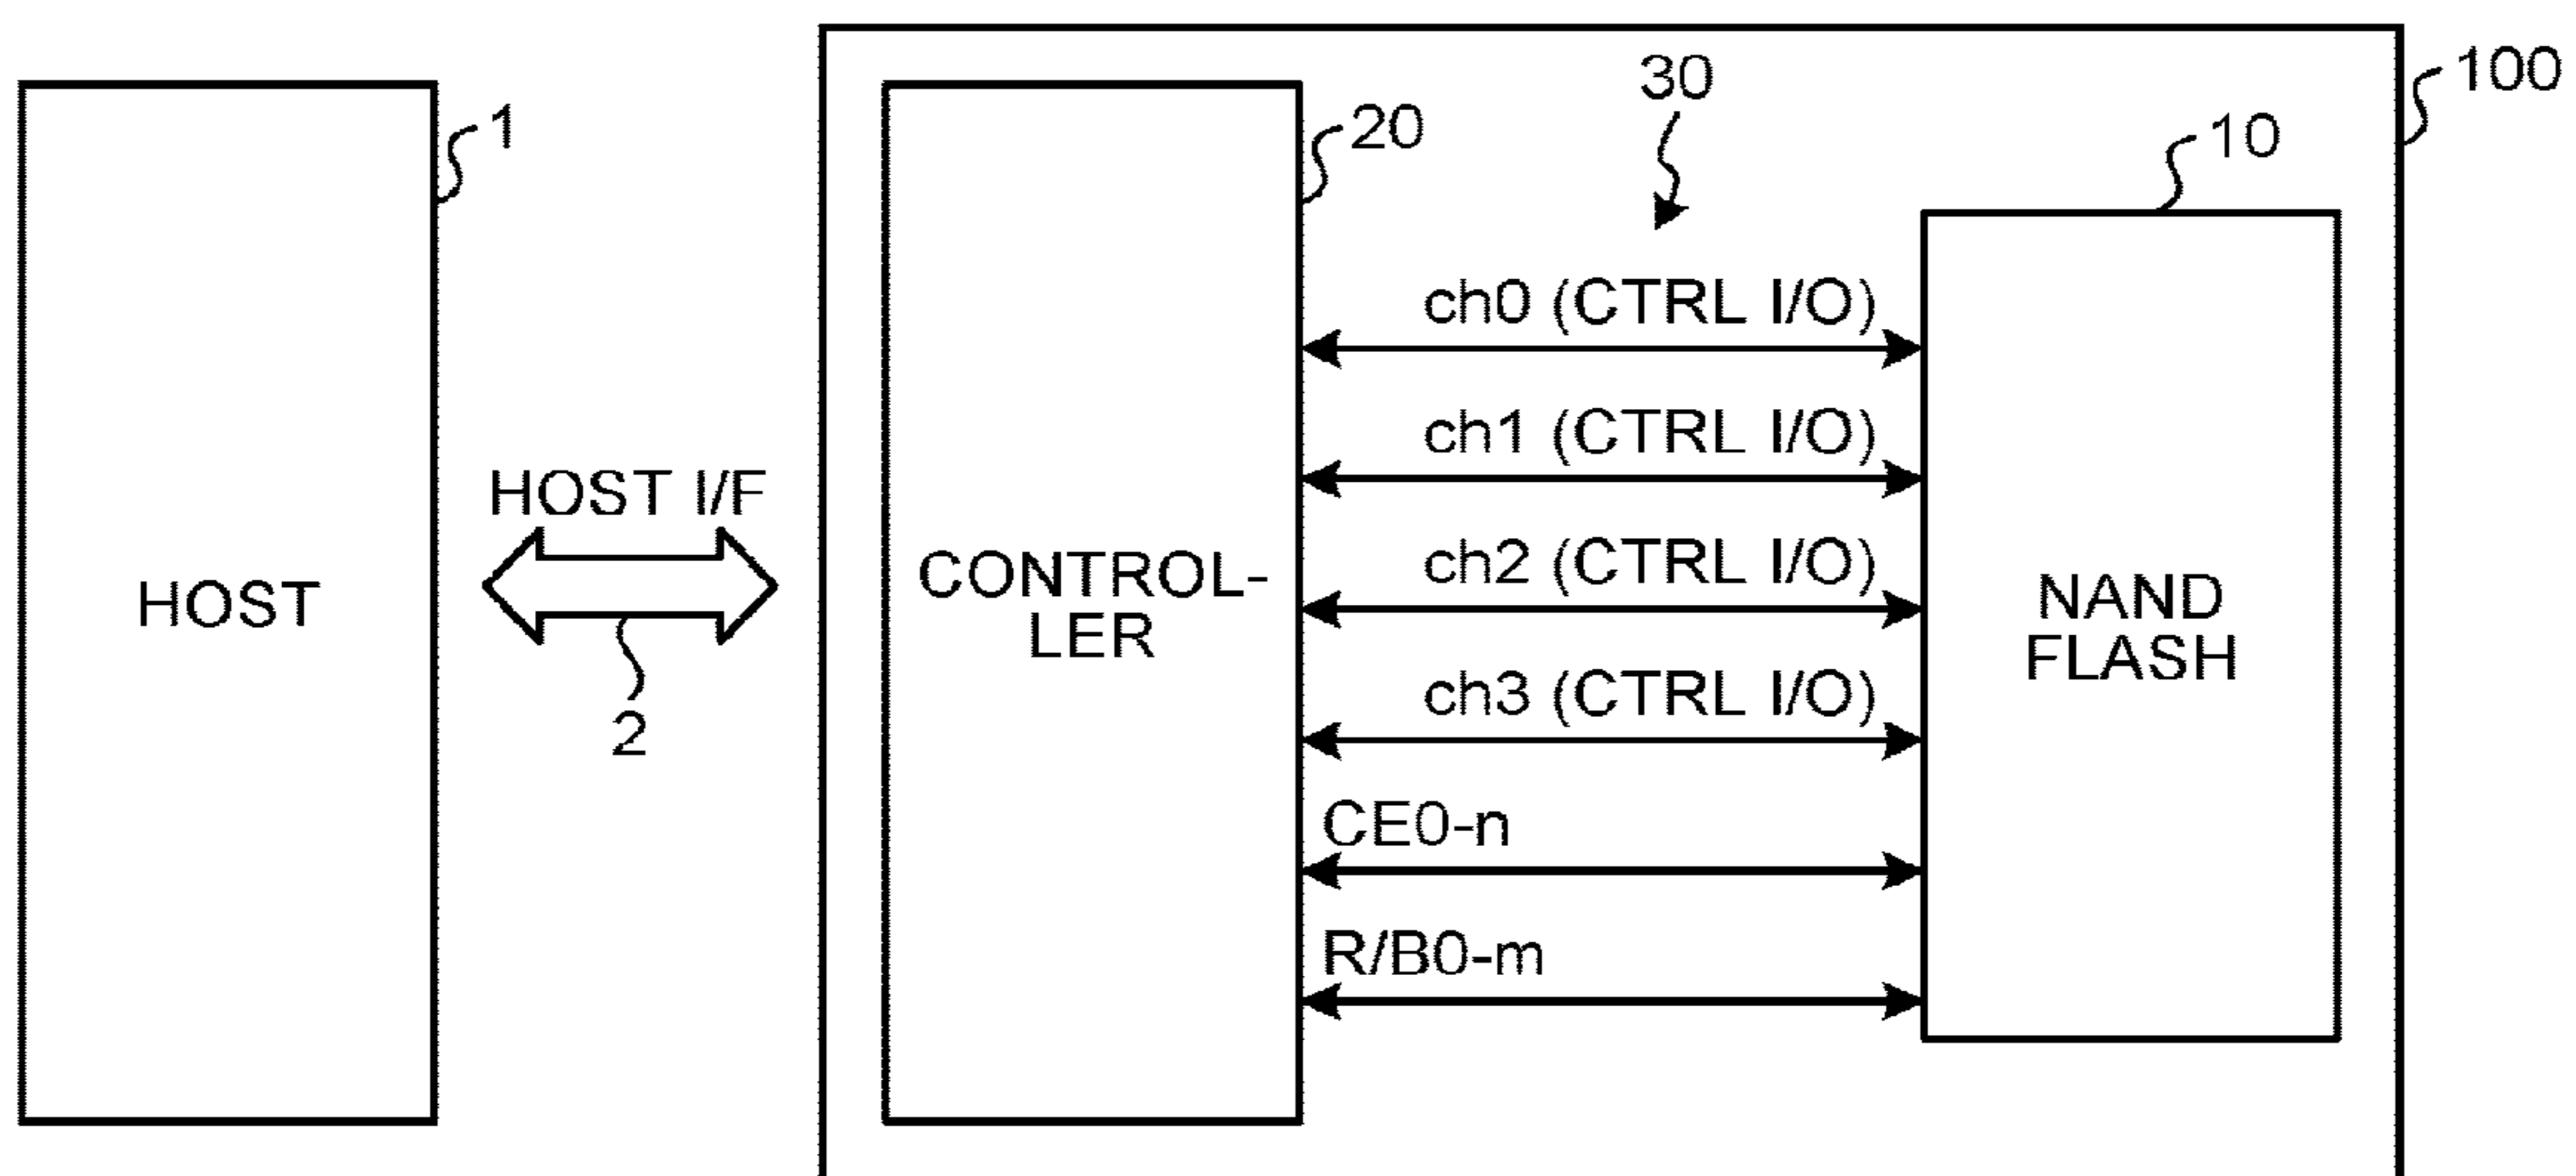 100
30
1
20
10
ch0 (CTRL I/O)
ch1 (CTRL I/O)
HOST I/F
ch2 (CTRL I/O)
HOST
CONTROL-
LER
NAND
FLASH
ch3 (CTRL I/O)
2
CE0-n
R/B0-m